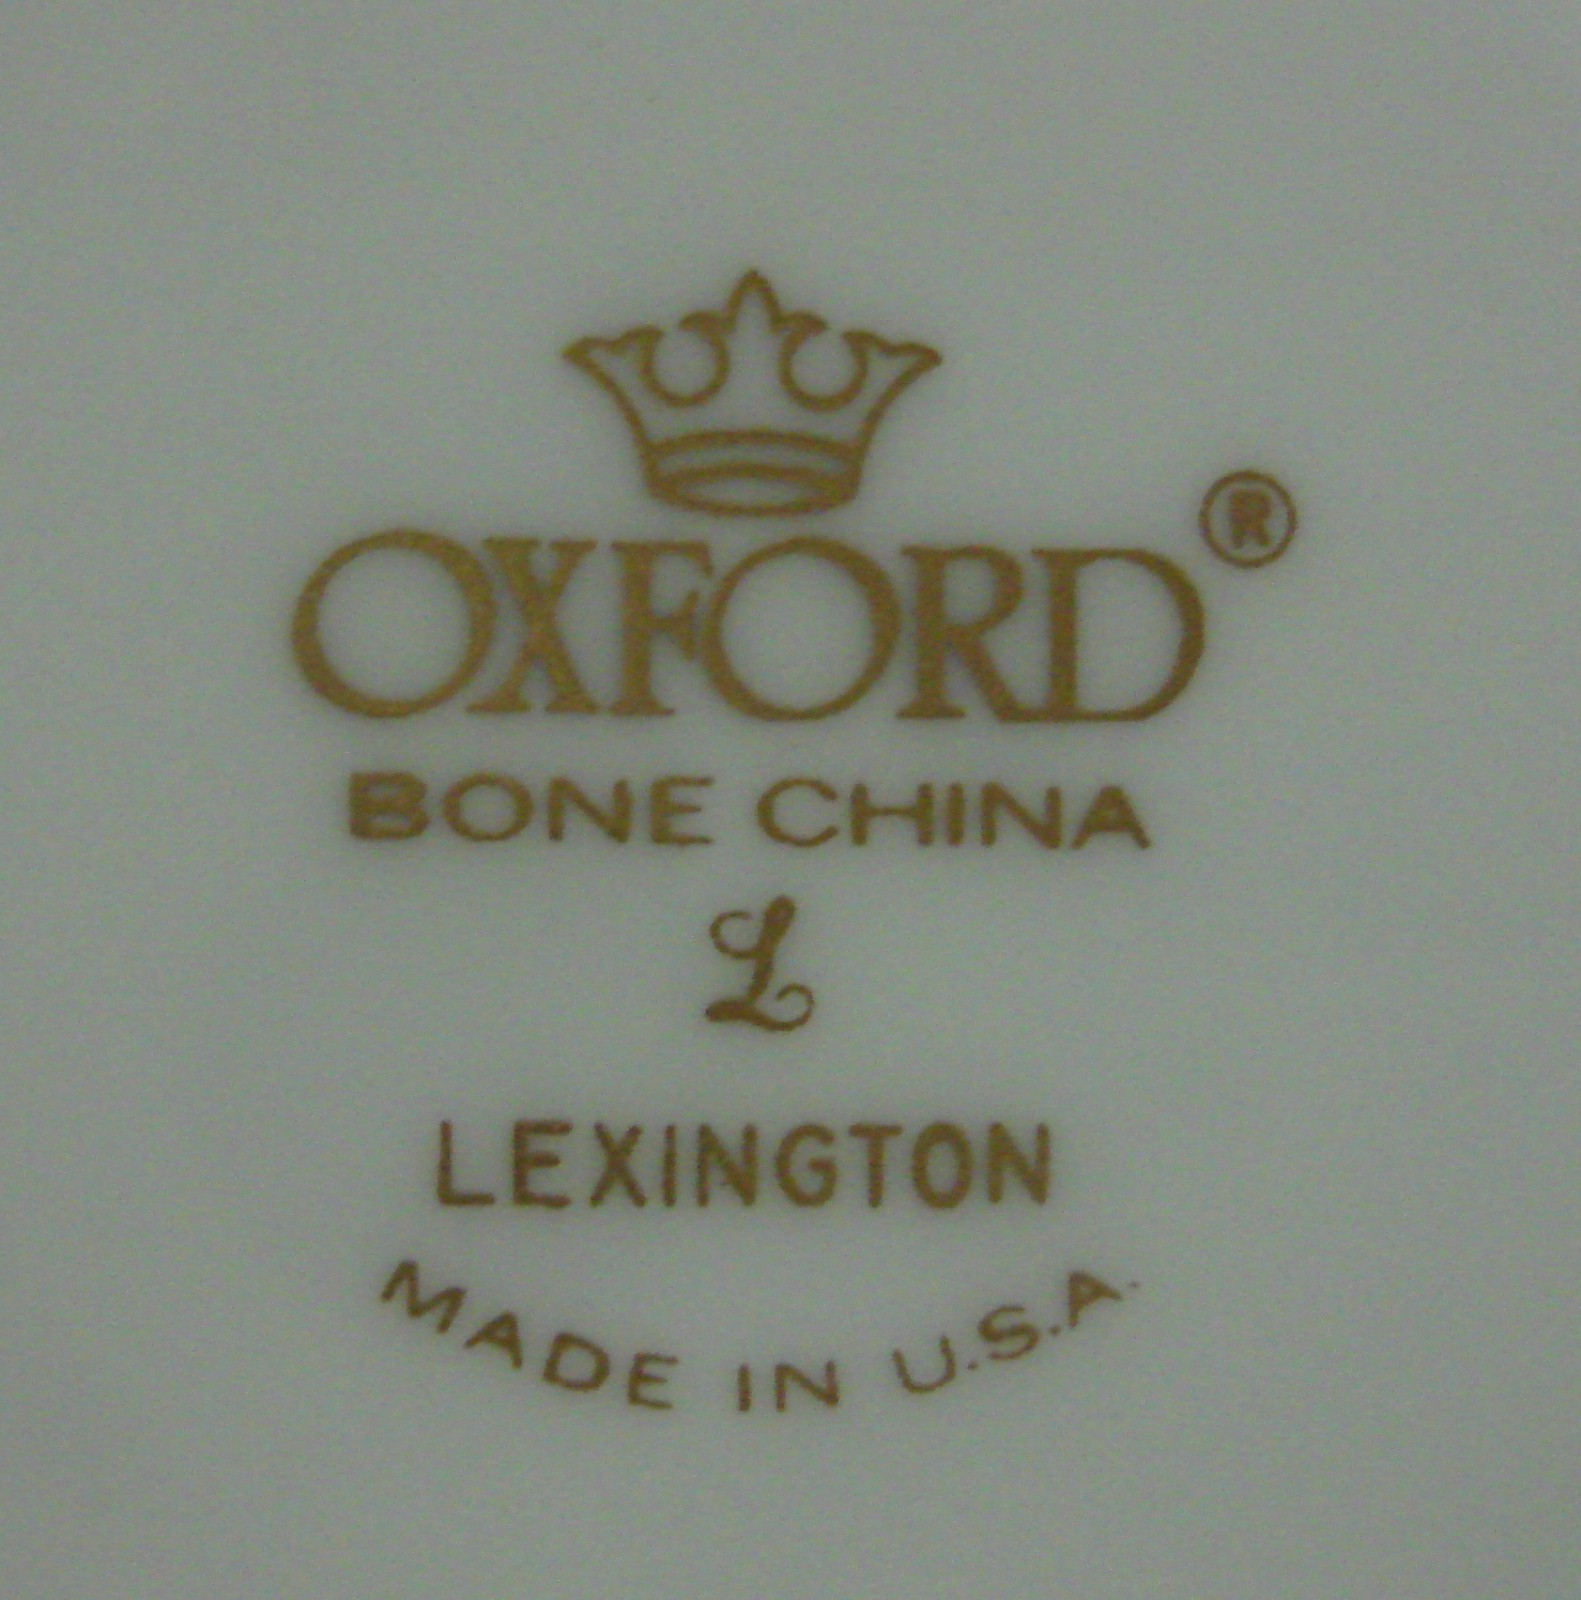 OXFORD®
BONE CHINA
L
LEXINGTON
MADE IN U.S.A.